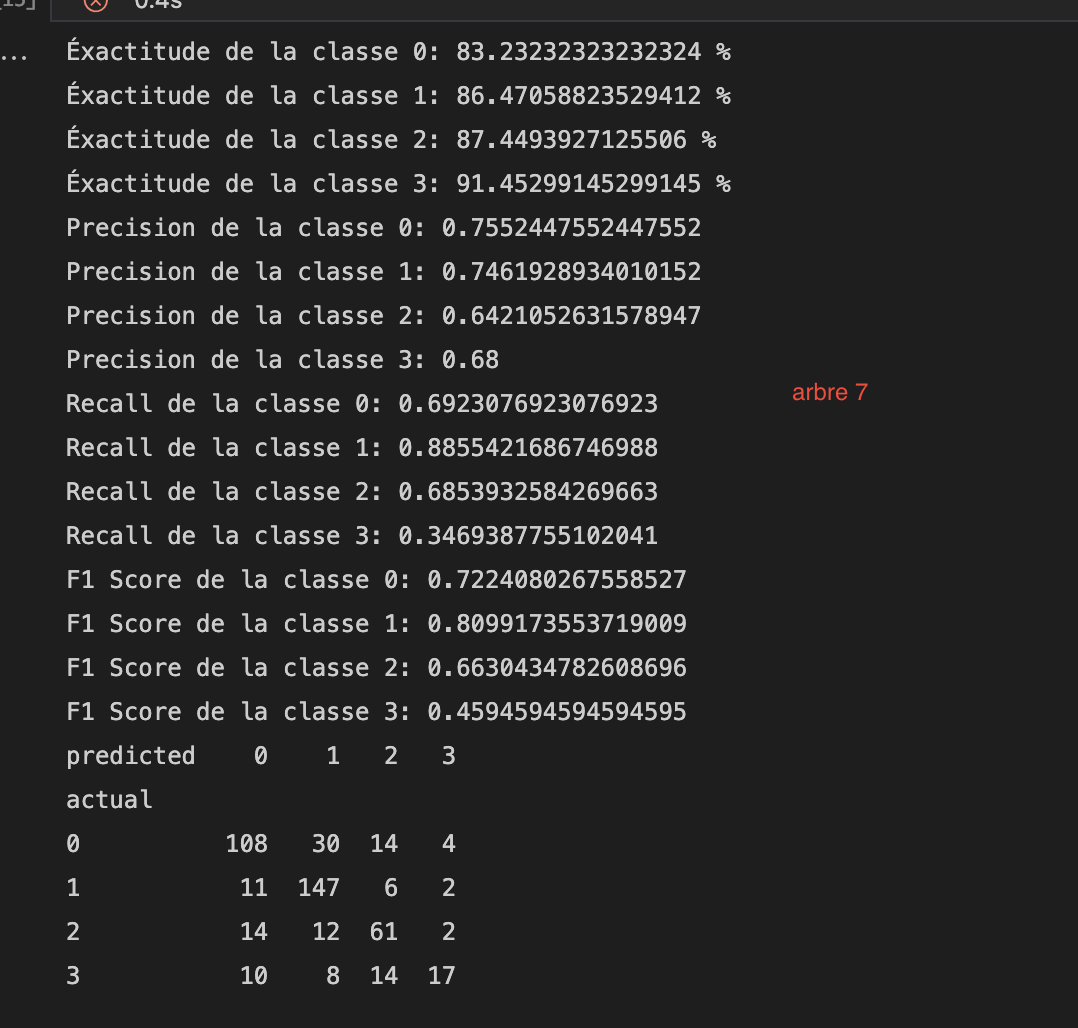 0.4s
...
Éxactitude de la classe 0: 83.23232323232324 %
Éxactitude de la classe 1: 86.47058823529412 %
Éxactitude de la classe 2: 87.4493927125506 %
Éxactitude de la classe 3: 91.45299145299145 %
Precision de la classe 0: 0.7552447552447552
Precision de la classe 1: 0.7461928934010152
Precision de la classe 2: 0.6421052631578947
Precision de la classe 3: 0.68
arbre 7
Recall de la classe 0: 0.6923076923076923
Recall de la classe 1: 0.8855421686746988
Recall de la classe 2: 0.6853932584269663
Recall de la classe 3: 0.3469387755102041
F1 Score de la classe 0: 0.7224080267558527
F1 Score de la classe 1: 0.8099173553719009
F1 Score de la classe 2: 0.6630434782608696
F1 Score de la classe 3: 0.4594594594594595
predicted 0 1 2 3
actual
0 108 30 14 4
1 11 147 6 2
2 14 12 61 2
3 10 8 14 17